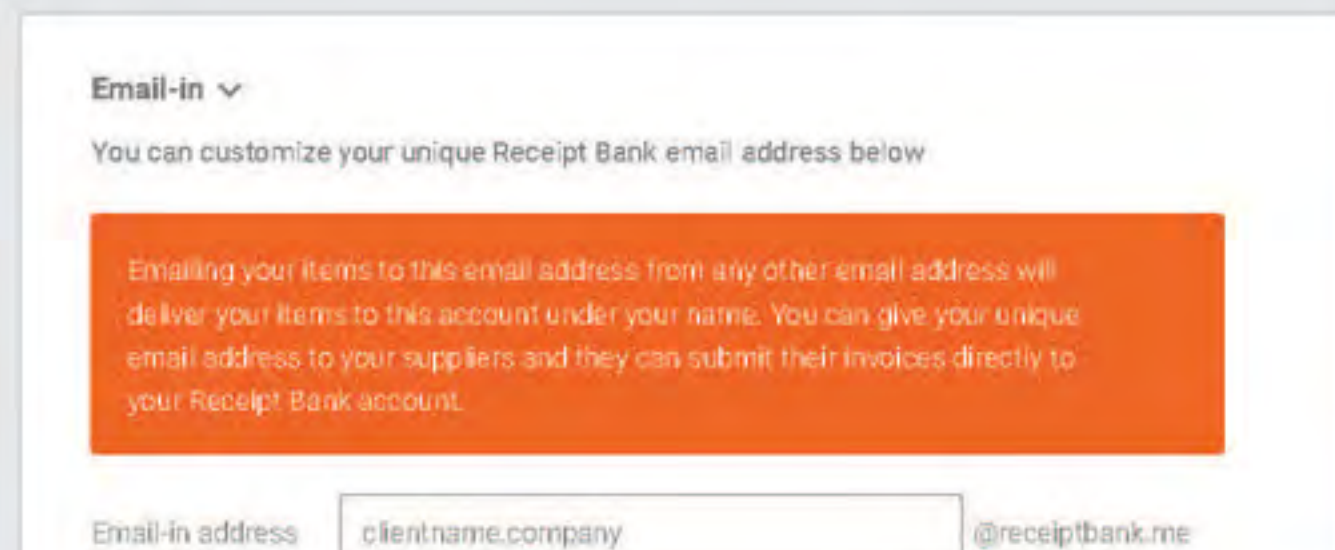 Email-in
You can customize your unique Receipt Bank email address below
Emailing your items to this email address from any other email address will
deliver your items to this account under your name. You can give your unique
email address to your suppliers and they can submit their invoices directly to
your Receipt Bank account.
Email-in address clientname.company @receiptbank.me